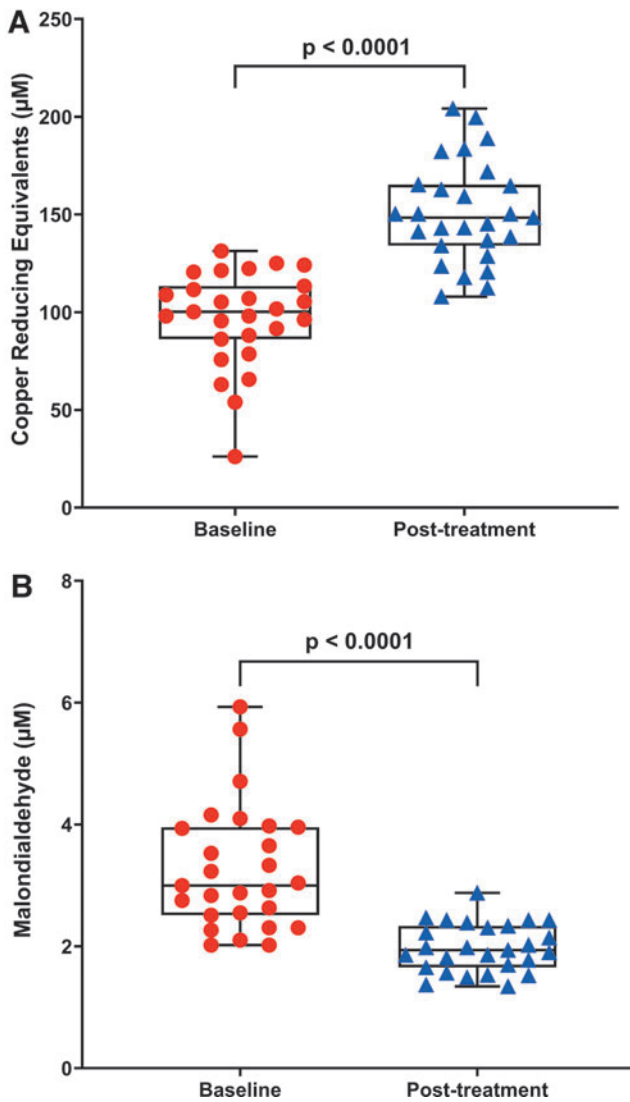 A
250
p < 0.0001
200
150
100
50
0
Copper Reducing Equivalents (µM)
Baseline
Post-treatment
B
8
p < 0.0001
6
4
2
0
Malondialdehyde (µM)
Baseline
Post-treatment